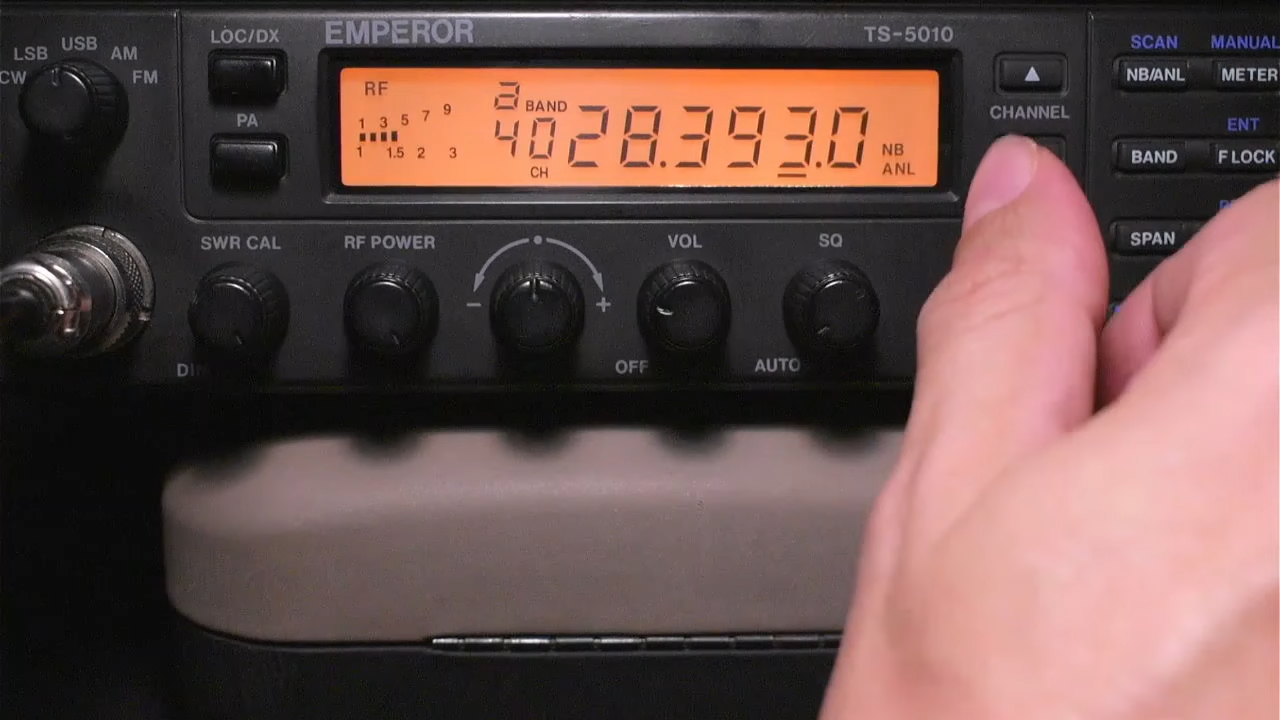 LSB USB AM
CW FM
LOC/DX
PA
EMPEROR TS-5010
RF
1 3 5 7 9
1 1.5 2 3
a BAND
40 CH
28.393.0
NB
ANL
▲
CHANNEL
SCAN MANUAL
NB/ANL METER
ENT
BAND F LOCK
SPAN
SWR CAL RF POWER − + VOL SQ
OFF AUTO